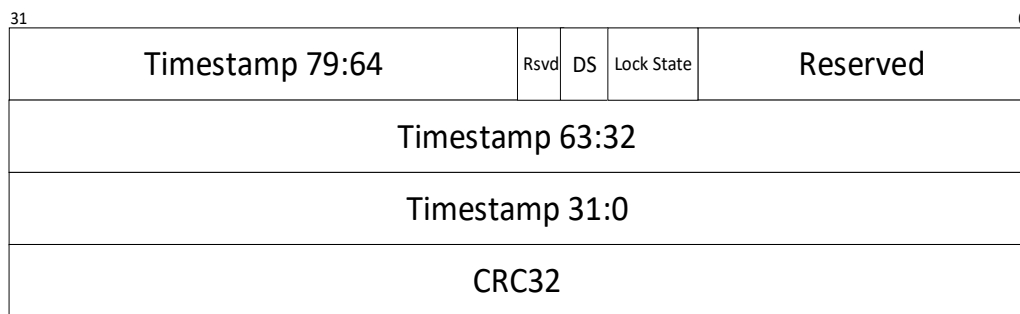 31
Timestamp 79:64 Rsvd DS Lock State Reserved
Timestamp 63:32
Timestamp 31:0
CRC32